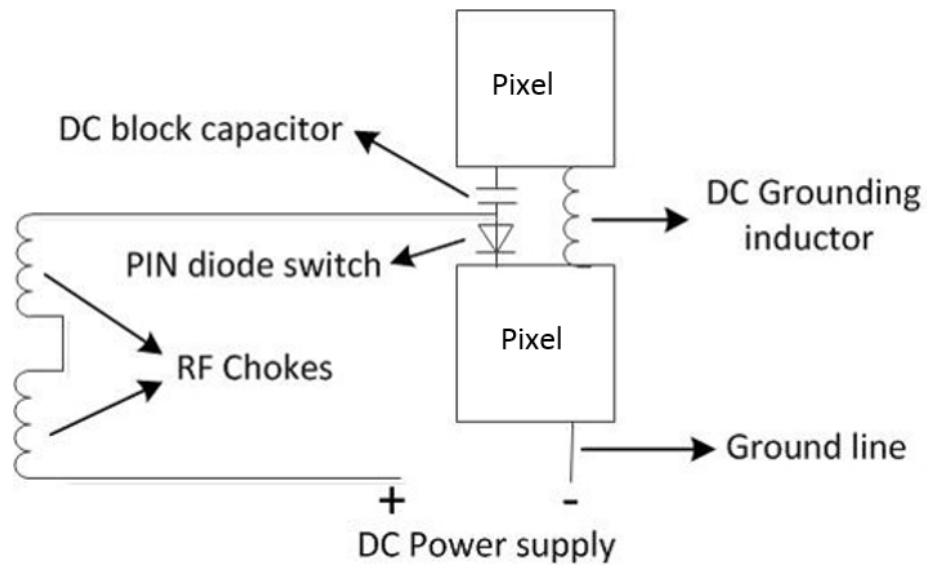 Pixel
DC block capacitor
DC Grounding
inductor
PIN diode switch
Pixel
RF Chokes
Ground line
+ -
DC Power supply